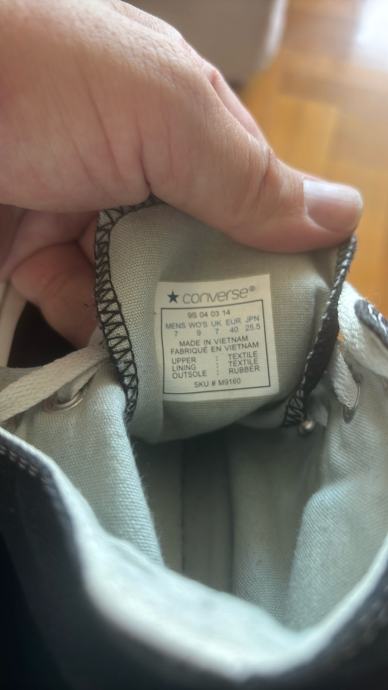 ★ converse®
9S 04 03 14
MENS WO'S UK EUR JPN
7 9 7 40 25.5
MADE IN VIETNAM
FABRIQUÉ EN VIETNAM
UPPER : TEXTILE
LINING : TEXTILE
OUTSOLE : RUBBER
SKU # M9160